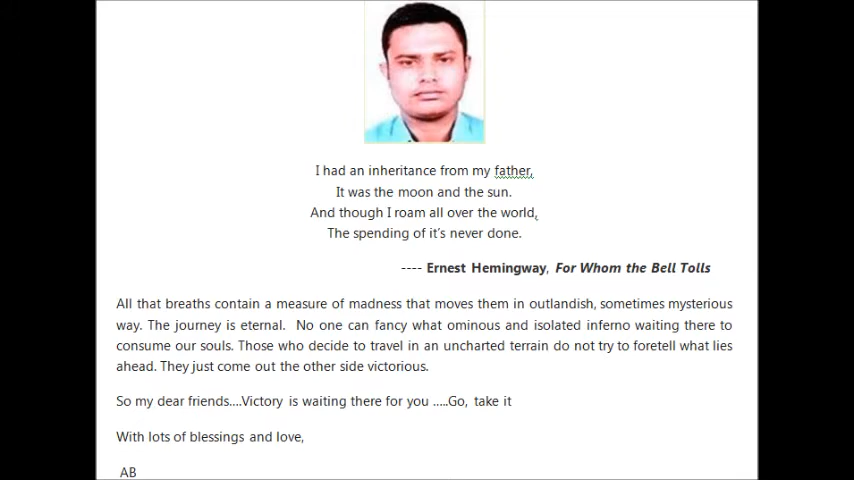 I had an inheritance from my father,
It was the moon and the sun.
And though I roam all over the world,
The spending of it's never done.
---- Ernest Hemingway, For Whom the Bell Tolls
All that breaths contain a measure of madness that moves them in outlandish, sometimes mysterious
way. The journey is eternal. No one can fancy what ominous and isolated inferno waiting there to
consume our souls. Those who decide to travel in an uncharted terrain do not try to foretell what lies
ahead. They just come out the other side victorious.
So my dear friends....Victory is waiting there for you .....Go, take it
With lots of blessings and love,
AB